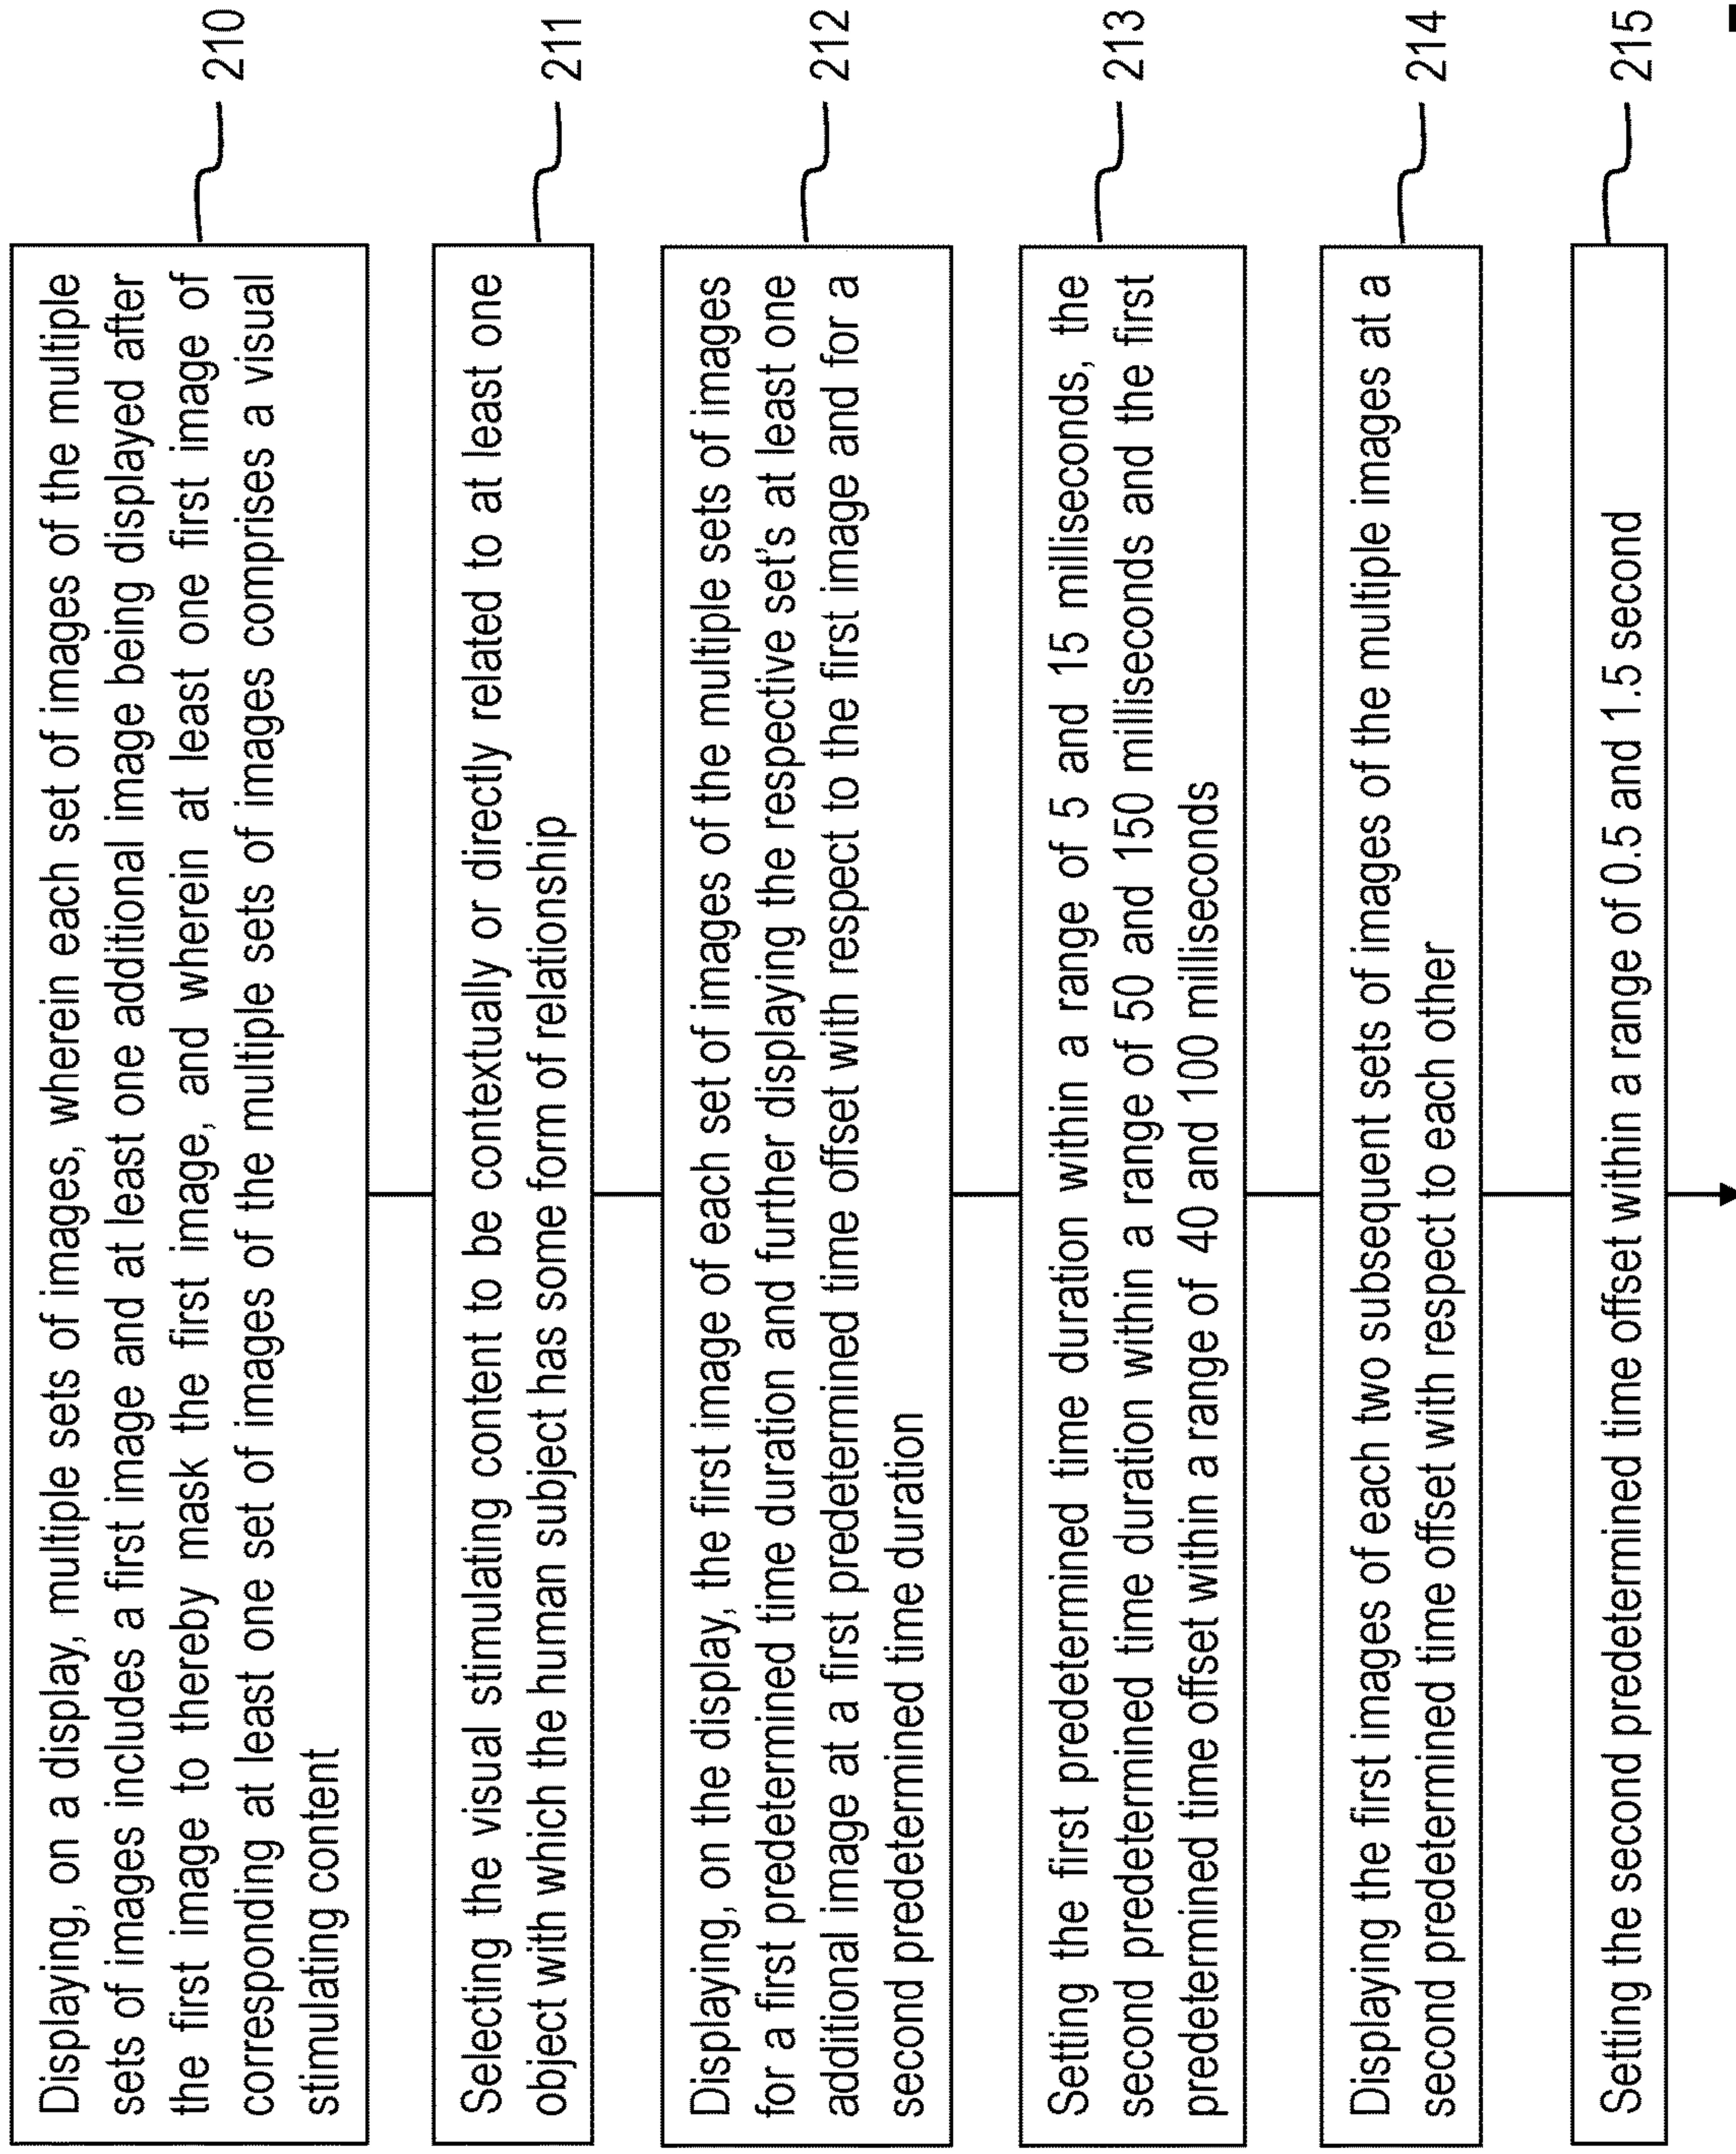 Displaying, on a display, multiple sets of images, wherein each set of images of the multiple
sets of images includes a first image and at least one additional image being displayed after
the first image to thereby mask the first image, and wherein at least one first image of
corresponding at least one set of images of the multiple sets of images comprises a visual
stimulating content
210
Selecting the visual stimulating content to be contextually or directly related to at least one
object with which the human subject has some form of relationship
211
Displaying, on the display, the first image of each set of images of the multiple sets of images
for a first predetermined time duration and further displaying the respective set's at least one
additional image at a first predetermined time offset with respect to the first image and for a
second predetermined time duration
212
Setting the first predetermined time duration within a range of 5 and 15 milliseconds, the
second predetermined time duration within a range of 50 and 150 milliseconds and the first
predetermined time offset within a range of 40 and 100 milliseconds
213
Displaying the first images of each two subsequent sets of images of the multiple images at a
second predetermined time offset with respect to each other
214
Setting the second predetermined time offset within a range of 0.5 and 1.5 second
215